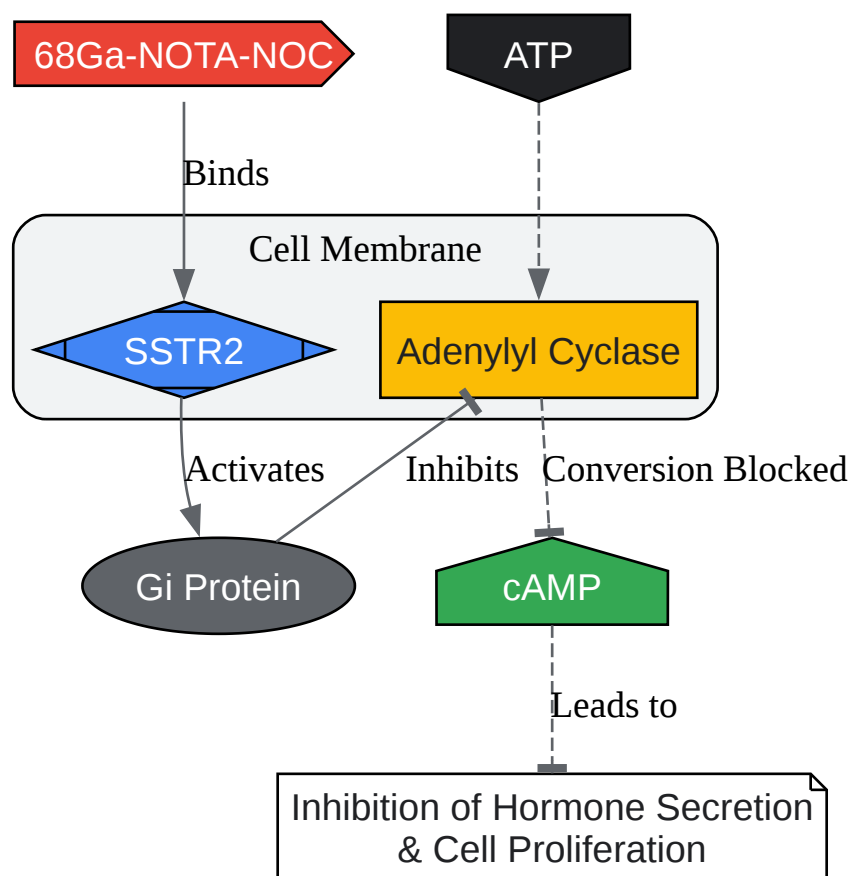 68Ga-NOTA-NOC
ATP
Binds
Cell Membrane
SSTR2
Adenylyl Cyclase
Activates
Inhibits
Conversion Blocked
Gi Protein
cAMP
Leads to
Inhibition of Hormone Secretion
& Cell Proliferation